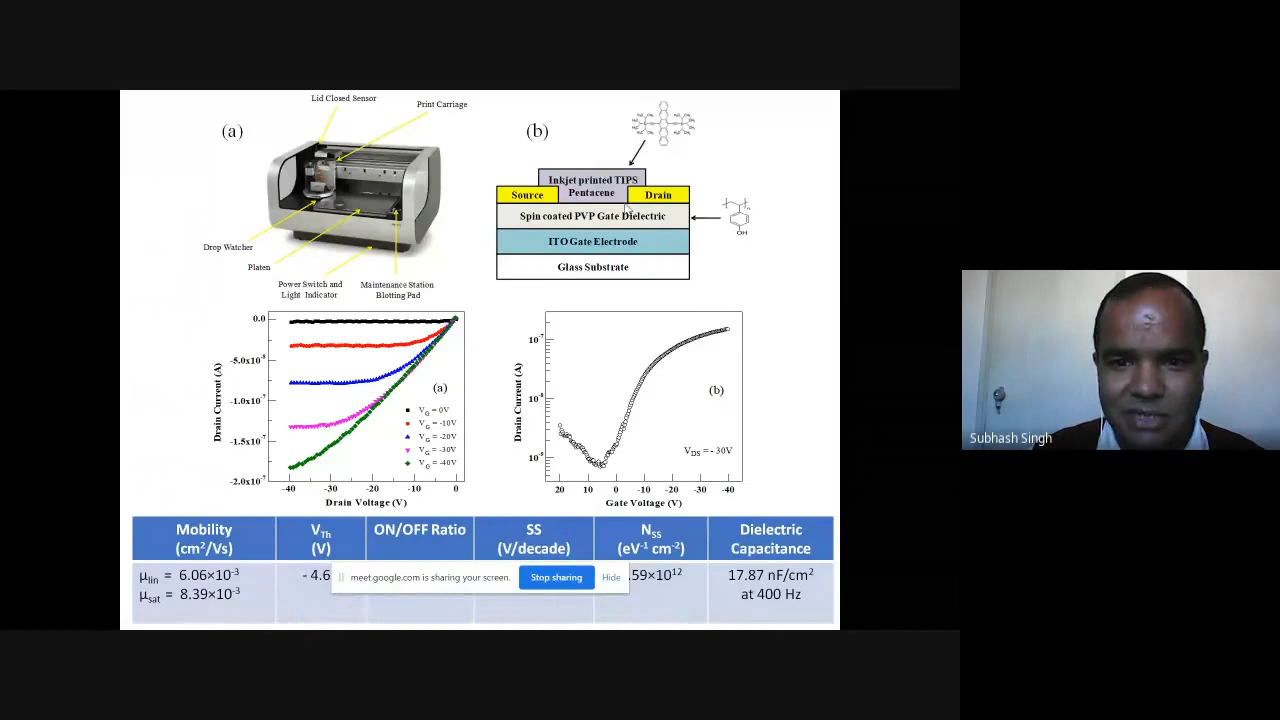 Lid Closed Sensor
Print Carriage
(a)
Drop Watcher
Platen
Power Switch and
Light Indicator
Maintenance Station
Blotting Pad
(b)
Inkjet printed TIPS
Pentacene
Source
Drain
Spin coated PVP Gate Dielectric
ITO Gate Electrode
Glass Substrate
OH
n
0.0
-5.0x10⁻⁸
-1.0x10⁻⁷
-1.5x10⁻⁷
-2.0x10⁻⁷
Drain Current (A)
(a)
V_G = 0V
V_G = -10V
V_G = -20V
V_G = -30V
V_G = -40V
-40 -30 -20 -10 0
Drain Voltage (V)
10⁻⁷
10⁻⁸
10⁻⁹
Drain Current (A)
(b)
V_DS = - 30V
20 10 0 -10 -20 -30 -40
Gate Voltage (V)
Mobility
(cm²/Vs)
V_Th
(V)
ON/OFF Ratio
SS
(V/decade)
N_SS
(eV⁻¹ cm⁻²)
Dielectric
Capacitance
μ_lin = 6.06×10⁻³
μ_sat = 8.39×10⁻³
- 4.6
.59×10¹²
17.87 nF/cm²
at 400 Hz
meet.google.com is sharing your screen.
Stop sharing
Hide
Subhash Singh